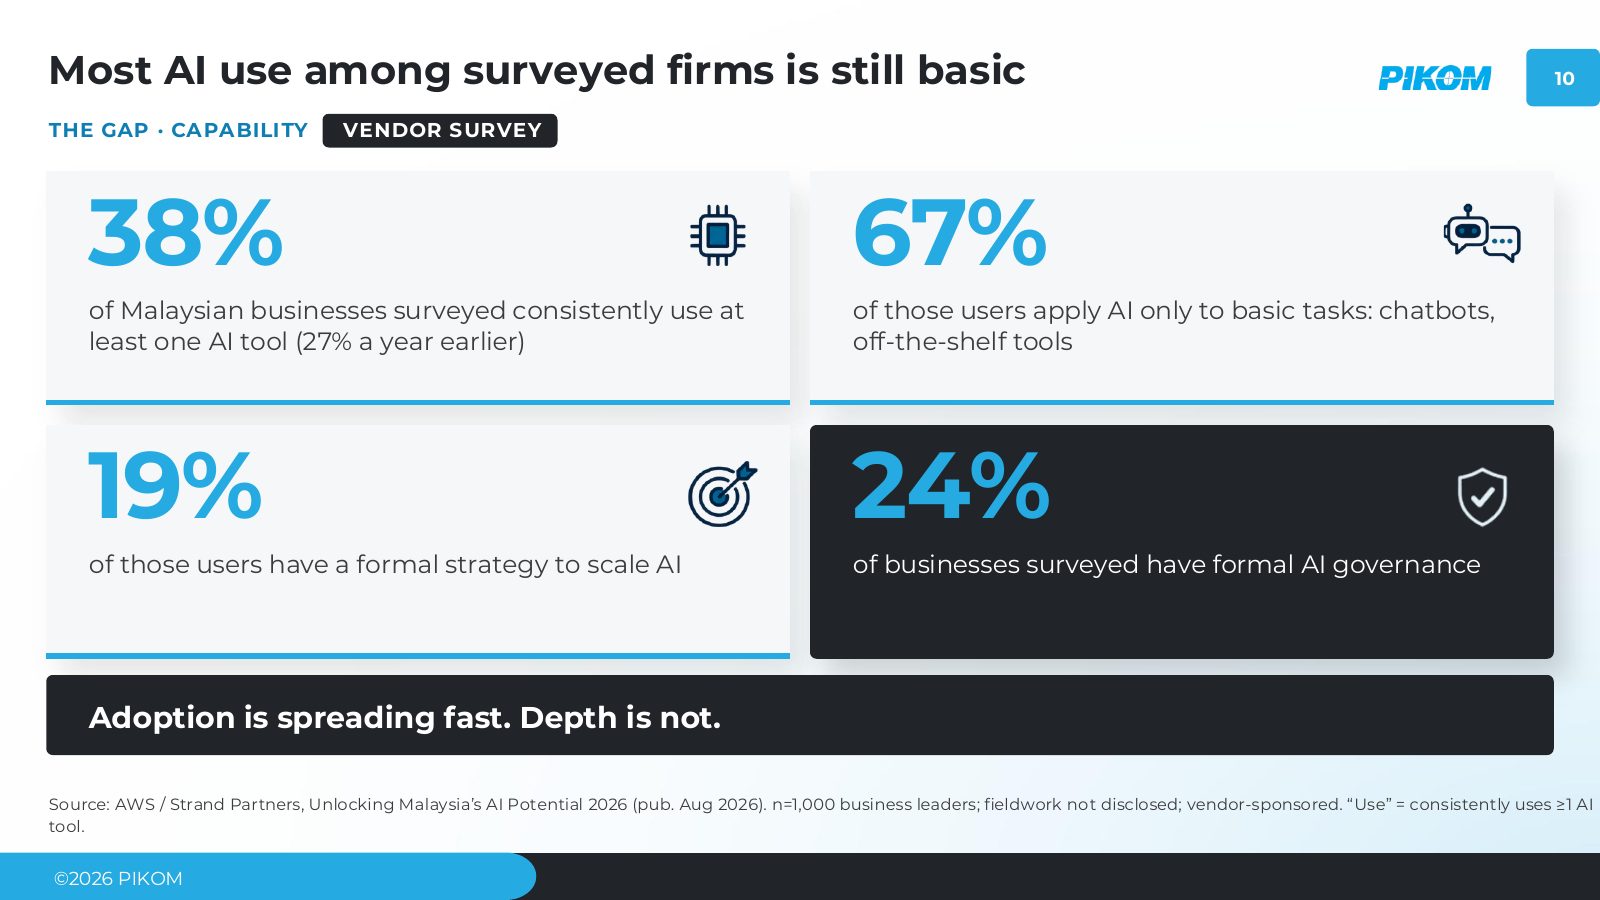 Most AI use among surveyed firms is still basic
PIKOM
10
THE GAP · CAPABILITY
VENDOR SURVEY
38%
of Malaysian businesses surveyed consistently use at
least one AI tool (27% a year earlier)
67%
of those users apply AI only to basic tasks: chatbots,
off-the-shelf tools
19%
of those users have a formal strategy to scale AI
24%
of businesses surveyed have formal AI governance
Adoption is spreading fast. Depth is not.
Source: AWS / Strand Partners, Unlocking Malaysia’s AI Potential 2026 (pub. Aug 2026). n=1,000 business leaders; fieldwork not disclosed; vendor-sponsored. “Use” = consistently uses ≥1 AI
tool.
©2026 PIKOM